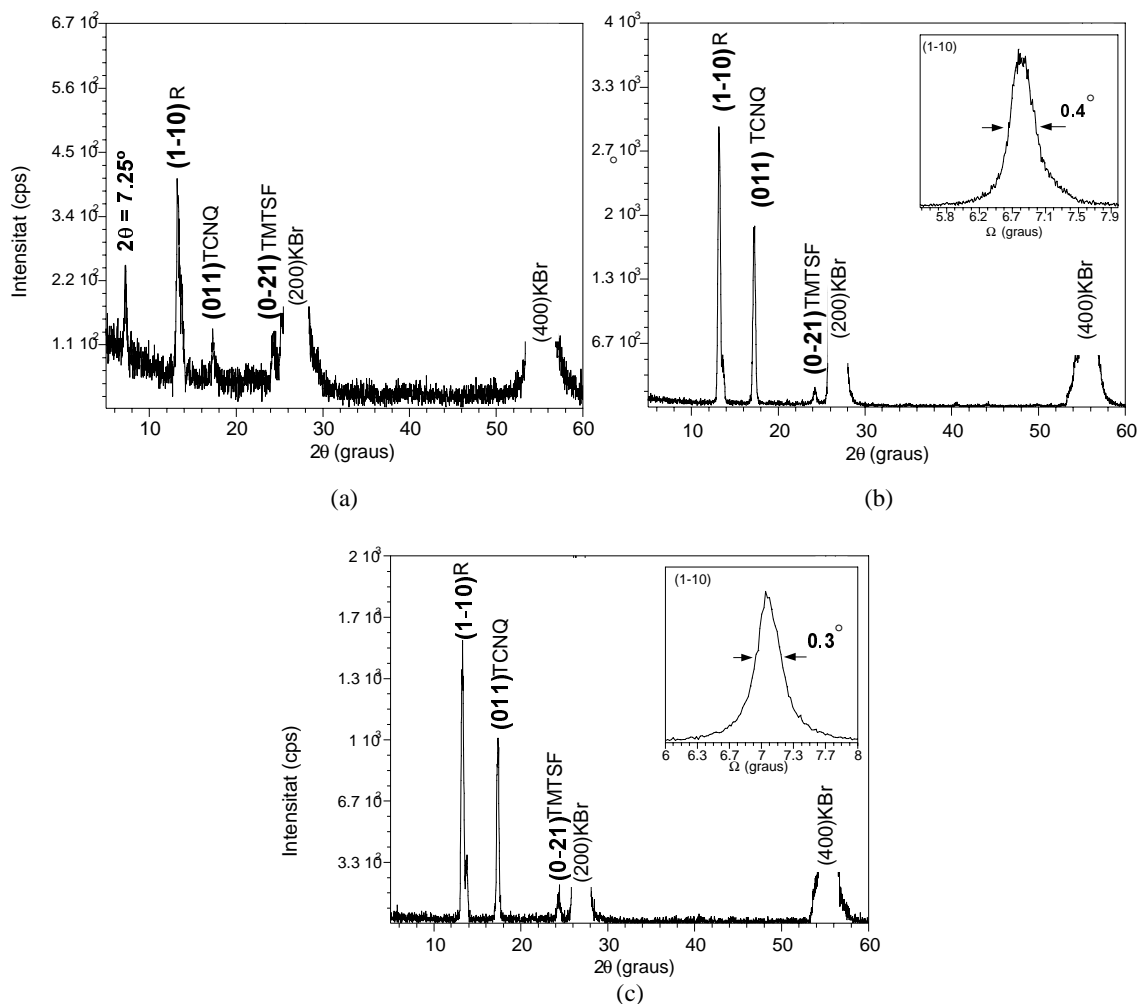 6.7 10²
5.6 10²
4.5 10²
3.4 10²
2.2 10²
1.1 10²
Intensitat (cps)
2θ = 7.25º
(1-10) R
(011) TCNQ
(0-21) TMTSF
(200)KBr
(400)KBr
10 20 30 40 50 60
2θ (graus)
(a)
4 10³
3.3 10³
2.7 10³
2 10³
1.3 10³
6.7 10²
(1-10) R
(011) TCNQ
(0-21) TMTSF
(200)KBr
(400)KBr
(1-10)
0.4°
5.8 6.2 6.7 7.1 7.5 7.9
Ω (graus)
10 20 30 40 50 60
2θ (graus)
(b)
2 10³
1.7 10³
1.3 10³
1 10³
6.7 10²
3.3 10²
Intensitat (cps)
(1-10)R
(011)TCNQ
(0-21)TMTSF
(200)KBr
(400)KBr
(1-10)
0.3°
6 6.3 6.7 7 7.3 7.7 8
Ω (graus)
10 20 30 40 50 60
2θ (graus)
(c)